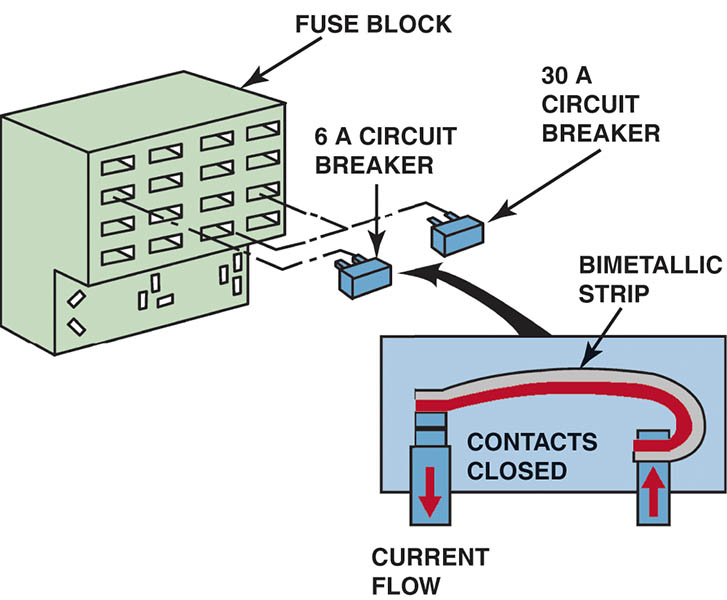 FUSE BLOCK
30 A
CIRCUIT
BREAKER
6 A CIRCUIT
BREAKER
BIMETALLIC
STRIP
CONTACTS
CLOSED
CURRENT
FLOW